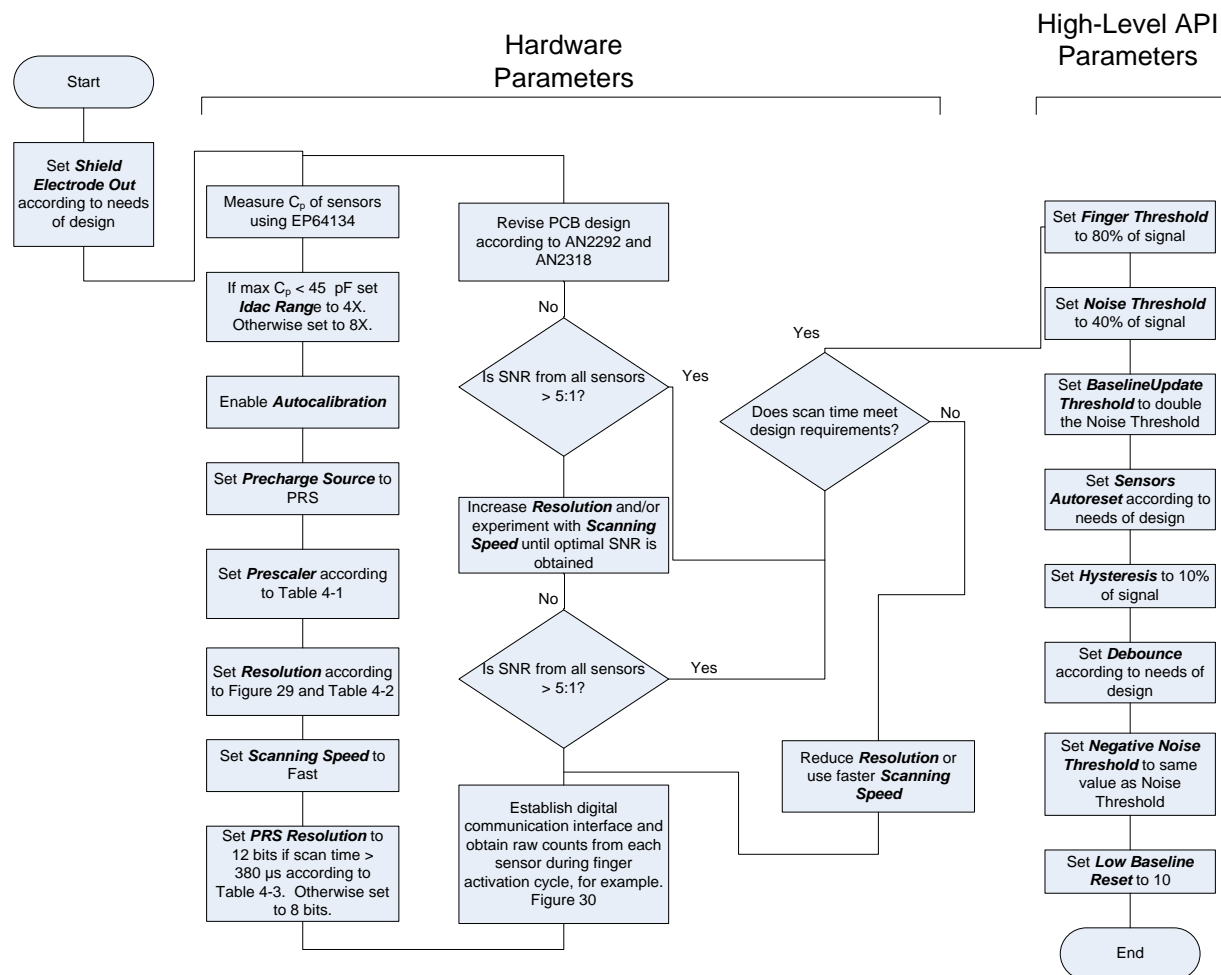 Hardware
Parameters
High-Level API
Parameters
Start
Set Shield
Electrode Out
according to needs
of design
Measure Cp of sensors
using EP64134
If max Cp < 45 pF set
Idac Range to 4X.
Otherwise set to 8X.
Enable Autocalibration
Set Precharge Source to
PRS
Set Prescaler according
to Table 4-1
Set Resolution according
to Figure 29 and Table 4-2
Set Scanning Speed to
Fast
Set PRS Resolution to
12 bits if scan time >
380 µs according to
Table 4-3. Otherwise set
to 8 bits.
Revise PCB design
according to AN2292 and
AN2318
No
Is SNR from all sensors
> 5:1?
Yes
Increase Resolution and/or
experiment with Scanning
Speed until optimal SNR is
obtained
No
Is SNR from all sensors
> 5:1?
Yes
Establish digital
communication interface and
obtain raw counts from each
sensor during finger
activation cycle, for example.
Figure 30
Yes
Does scan time meet
design requirements?
No
Reduce Resolution or
use faster Scanning
Speed
Set Finger Threshold
to 80% of signal
Set Noise Threshold
to 40% of signal
Set BaselineUpdate
Threshold to double
the Noise Threshold
Set Sensors
Autoreset according to
needs of design
Set Hysteresis to 10%
of signal
Set Debounce
according to needs of
design
Set Negative Noise
Threshold to same
value as Noise
Threshold
Set Low Baseline
Reset to 10
End